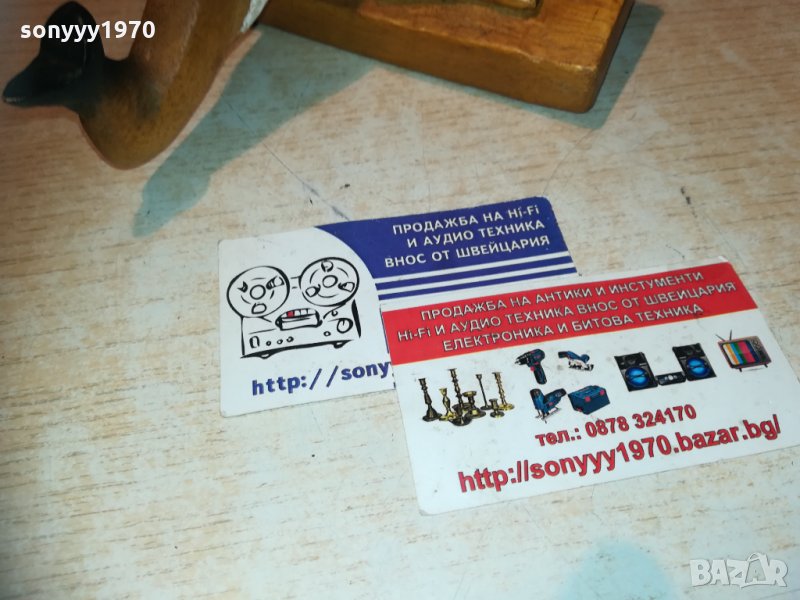 sonyyy1970
ПРОДАЖБА НА Hi-Fi
И АУДИО ТЕХНИКА
ВНОС ОТ ШВЕЙЦАРИЯ
http://sony
ПРОДАЖБА НА АНТИКИ И ИНСТУМЕНТИ
Hi-Fi И АУДИО ТЕХНИКА ВНОС ОТ ШВЕЙЦАРИЯ
ЕЛЕКТРОНИКА И БИТОВА ТЕХНИКА
тел.: 0878 324170
http://sonyyy1970.bazar.bg/
BAZAR